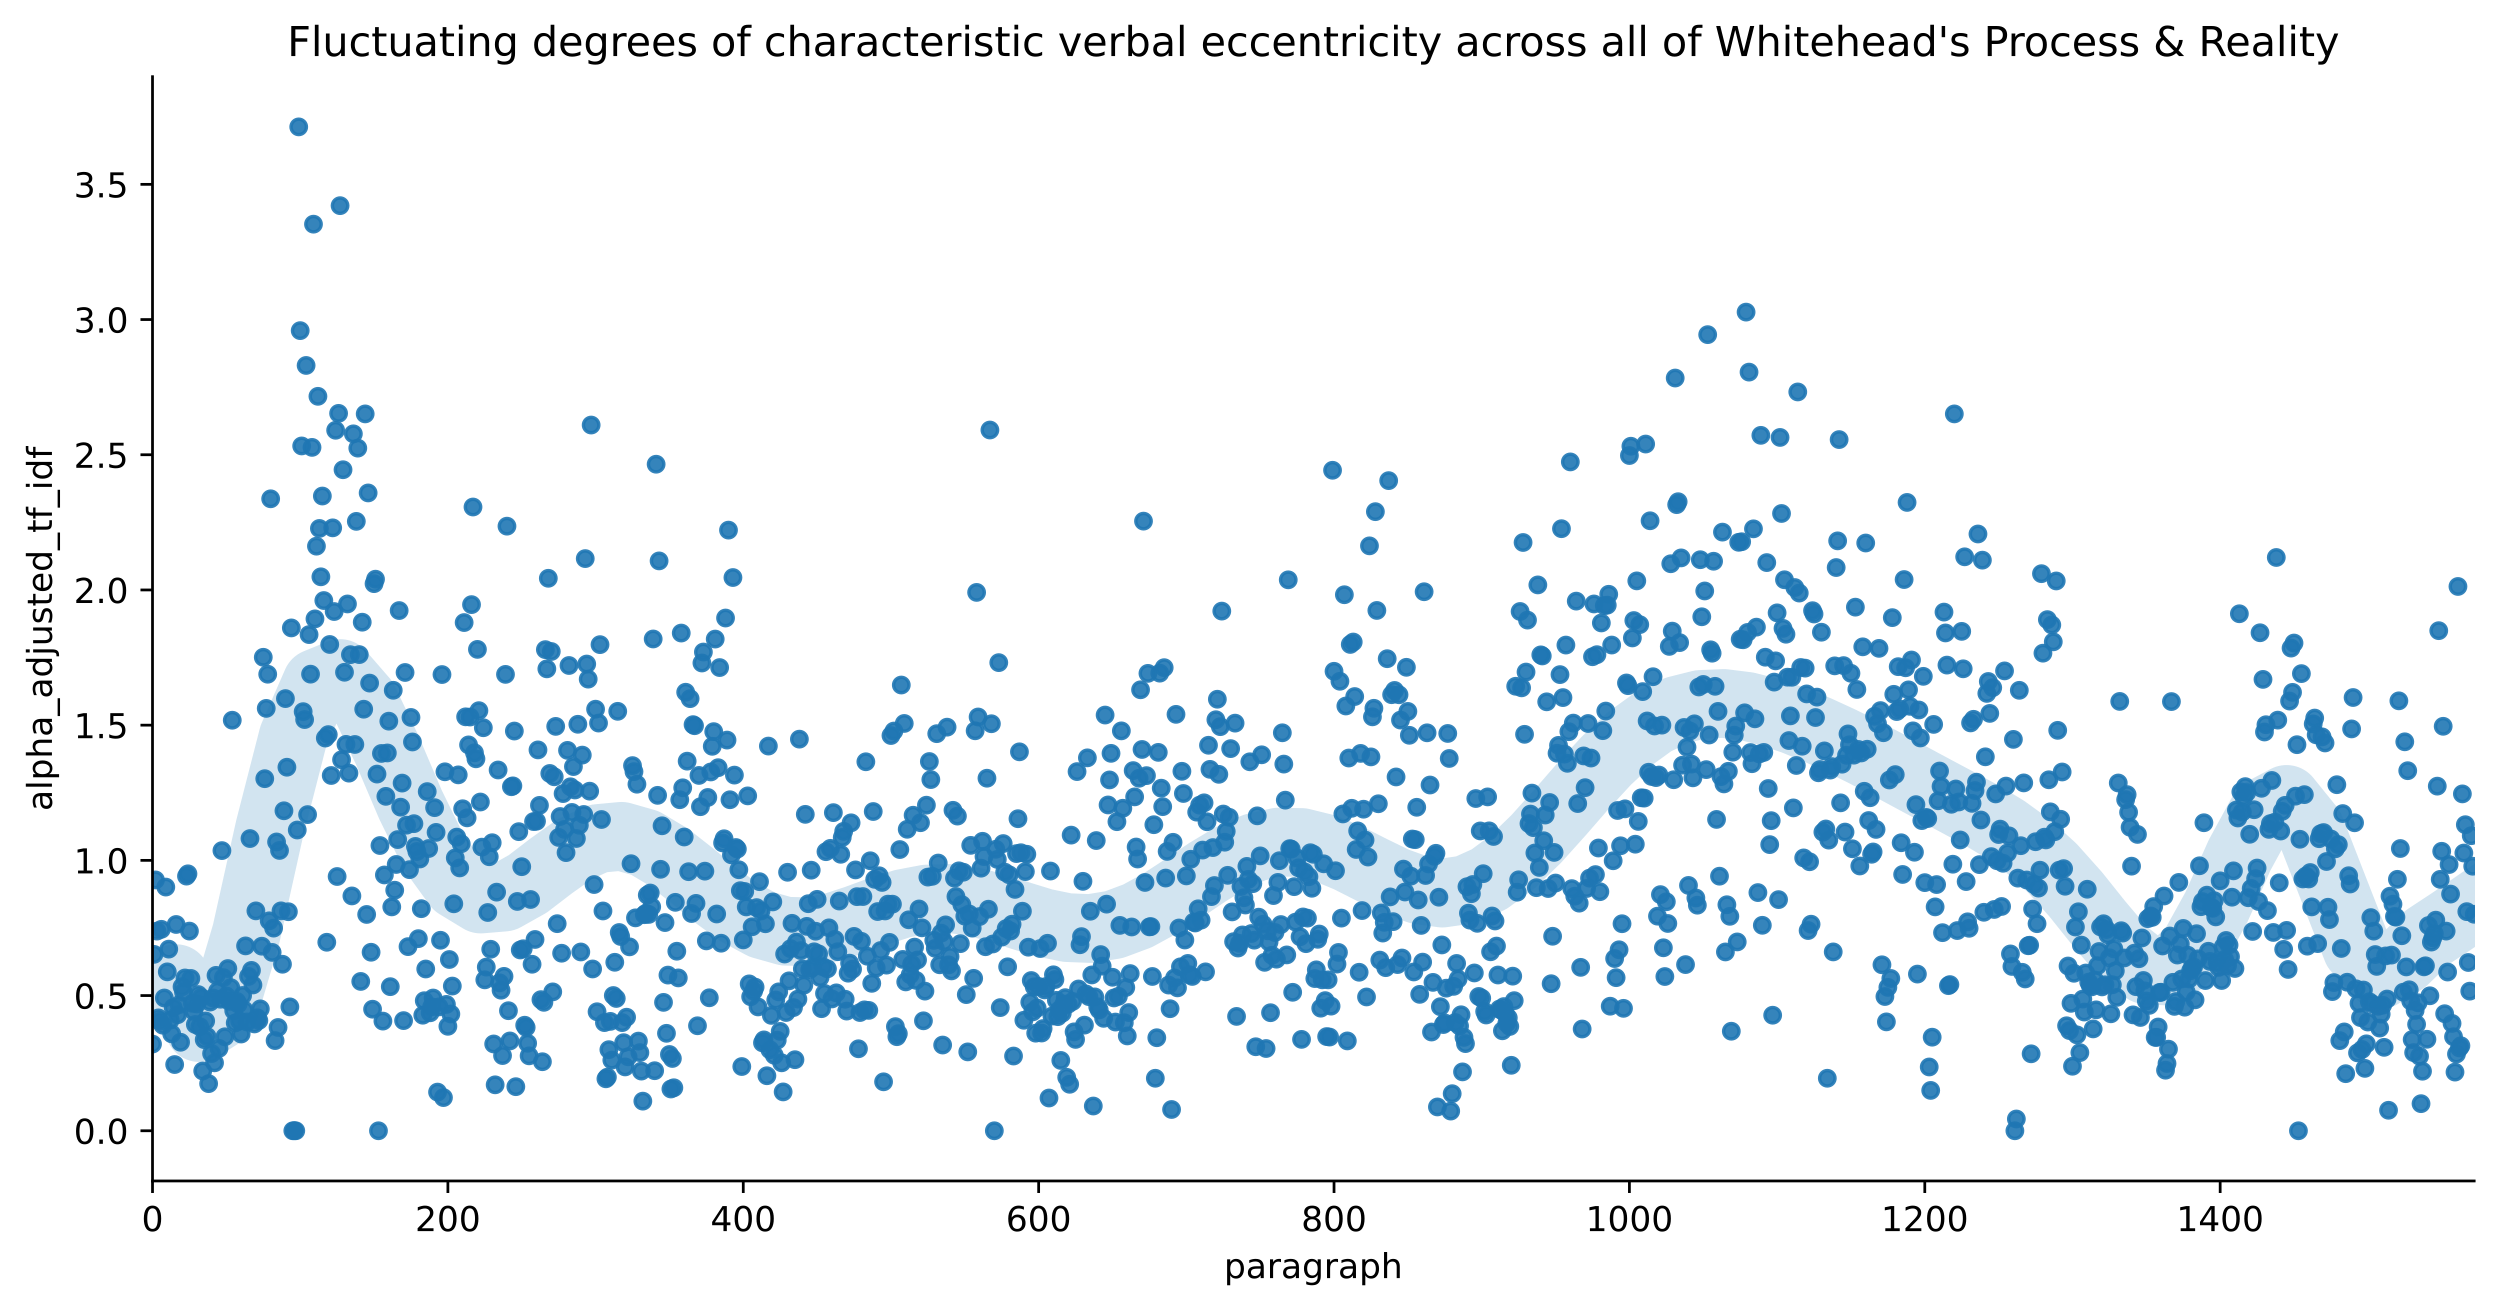 Fluctuating degrees of characteristic verbal eccentricity across all of Whitehead's Process & Reality
alpha_adjusted_tf_idf
3.5
3.0
2.5
2.0
1.5
1.0
0.5
0.0
0 200 400 600 800 1000 1200 1400
paragraph